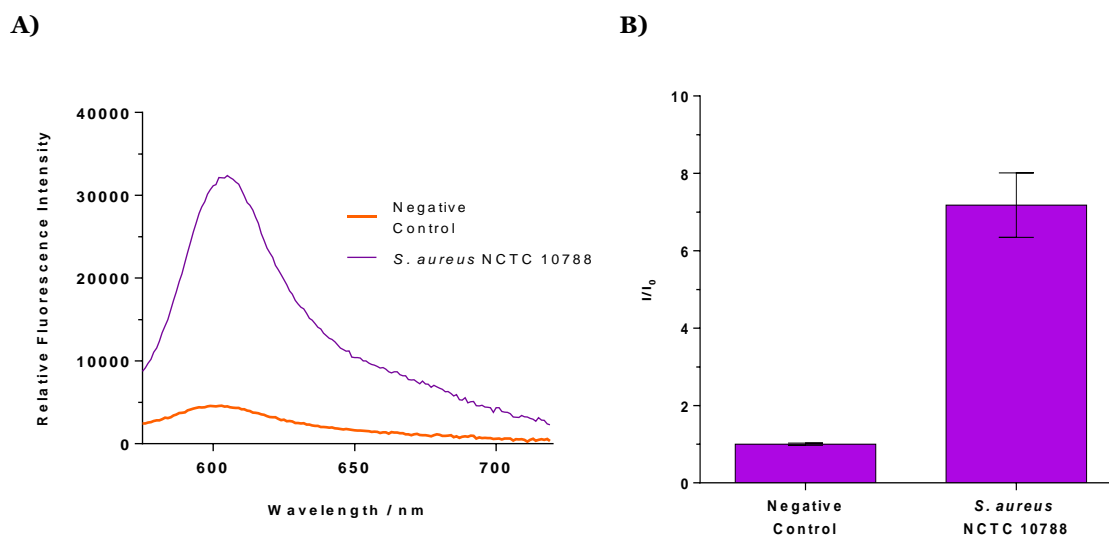 A)
Relative Fluorescence Intensity
40000
30000
20000
10000
0
600
650
700
Wavelength / nm
Negative
Control
S. aureus NCTC 10788
B)
I/I0
10
8
6
4
2
0
Negative
Control
S. aureus
NCTC 10788